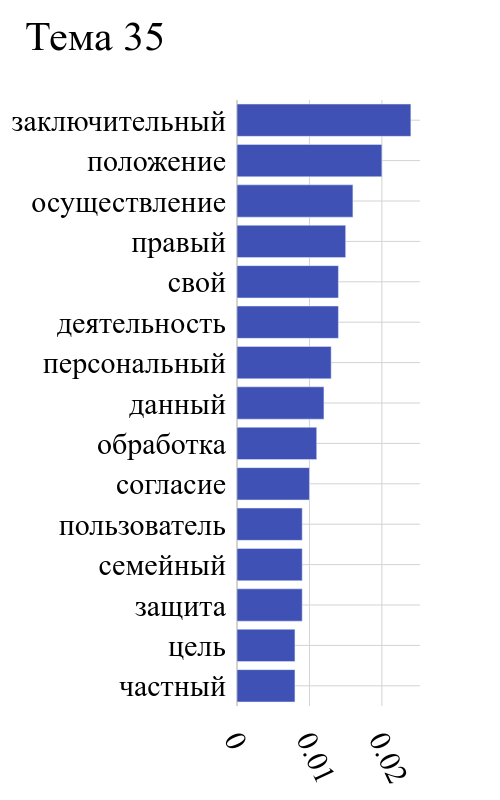 Тема 35
заключительный
положение
осуществление
правый
свой
деятельность
персональный
данный
обработка
согласие
пользователь
семейный
защита
цель
частный
0
0.01
0.02